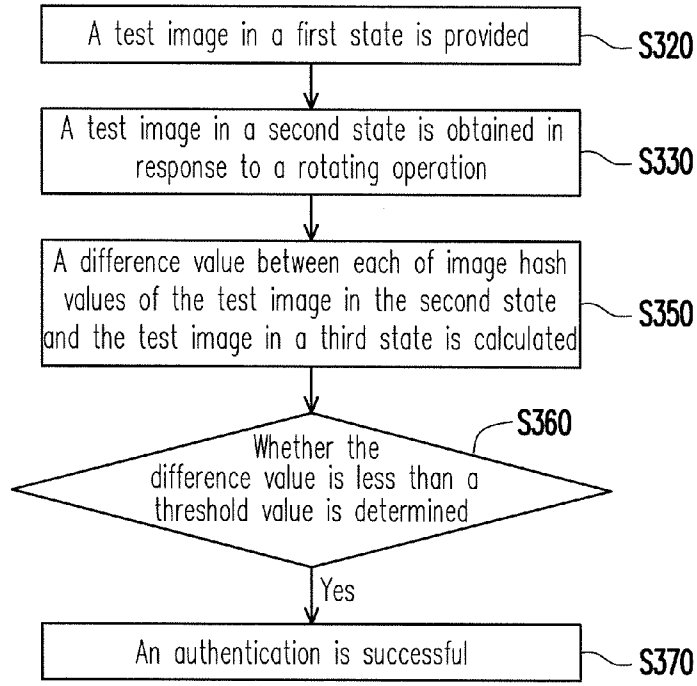 A test image in a first state is provided
S320
A test image in a second state is obtained in
response to a rotating operation
S330
A difference value between each of image hash
values of the test image in the second state
and the test image in a third state is calculated
S350
S360
Whether the
difference value is less than a
threshold value is determined
Yes
An authentication is successful
S370